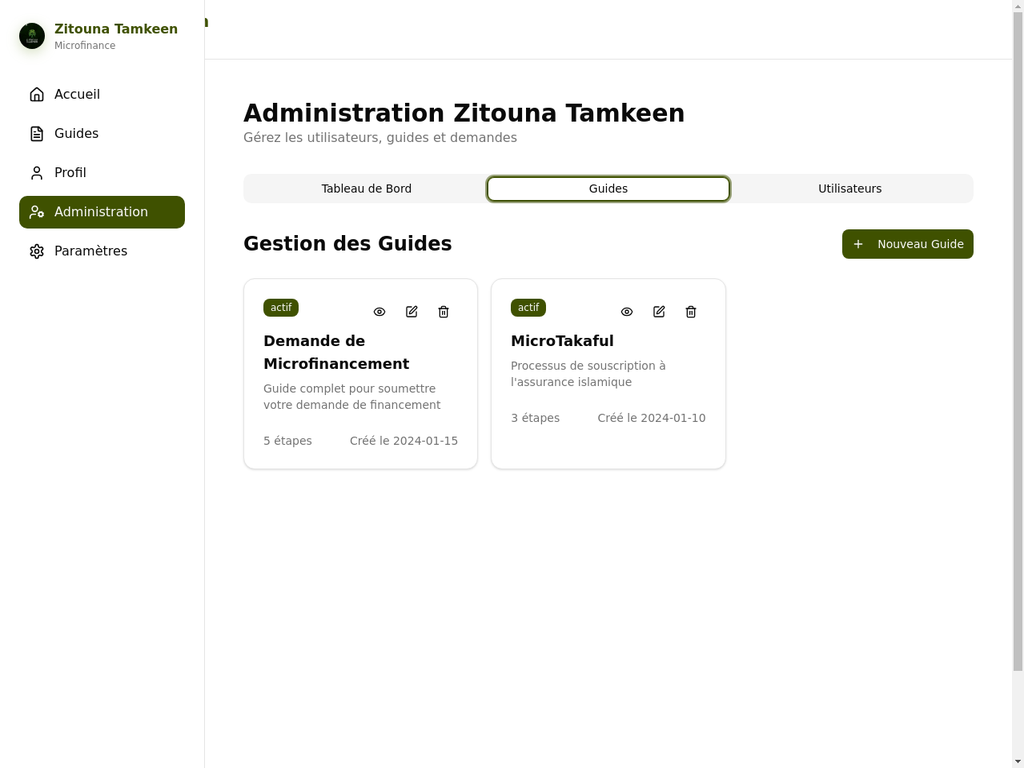 Zitouna Tamkeen
Microfinance
Accueil
Guides
Profil
Administration
Paramètres
n
Administration Zitouna Tamkeen
Gérez les utilisateurs, guides et demandes
Tableau de Bord
Guides
Utilisateurs
Gestion des Guides
+ Nouveau Guide
actif
Demande de
Microfinancement
Guide complet pour soumettre
votre demande de financement
5 étapes
Créé le 2024-01-15
actif
MicroTakaful
Processus de souscription à
l'assurance islamique
3 étapes
Créé le 2024-01-10